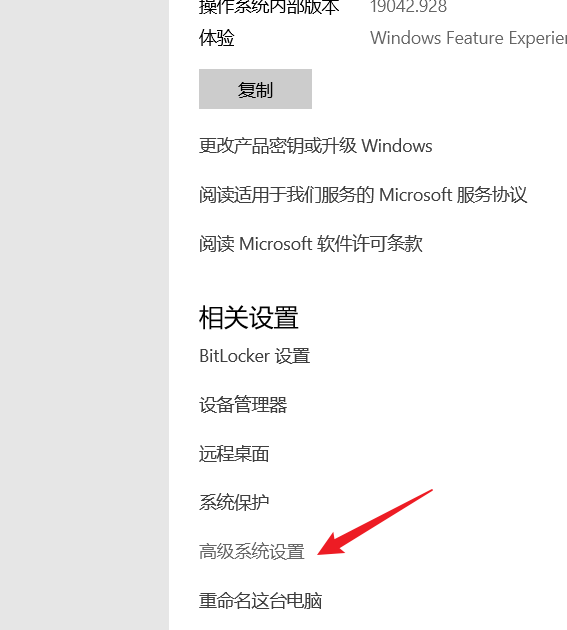 操作系统内部版本 19042.928
体验 Windows Feature
复制
更改产品密钥或升级 Windows
阅读适用于我们服务的 Microsoft 服务协议
阅读 Microsoft 软件许可条款
相关设置
BitLocker 设置
设备管理器
远程桌面
系统保护
高级系统设置
重命名这台电脑